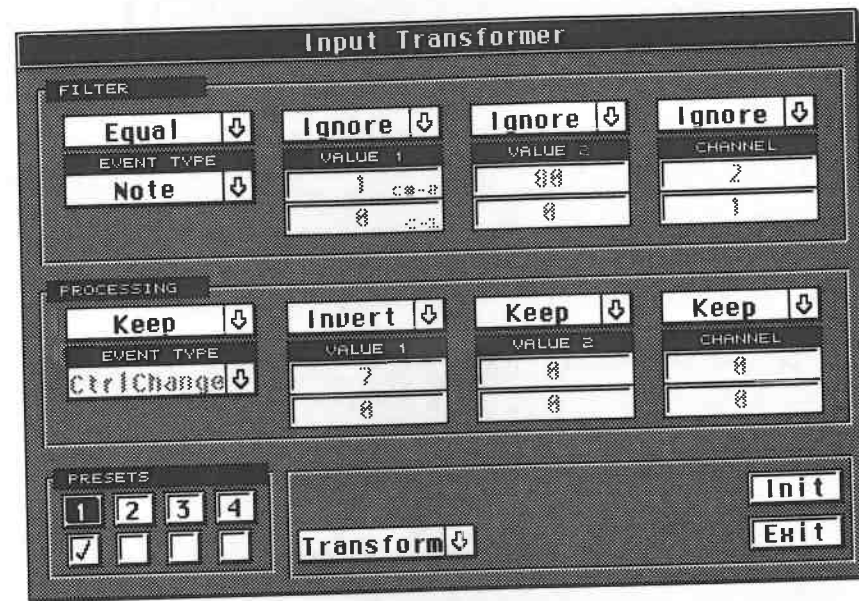 Input Transformer
FILTER
Equal Ignore Ignore Ignore
EVENT TYPE VALUE 1 VALUE 2 CHANNEL
Note 1 80 2
0 0 1
PROCESSING
Keep Invert Keep Keep
EVENT TYPE VALUE 1 VALUE 2 CHANNEL
CtrlChange 7 0 0
0 0 0
PRESETS
1 2 3 4
Init
Transform Exit